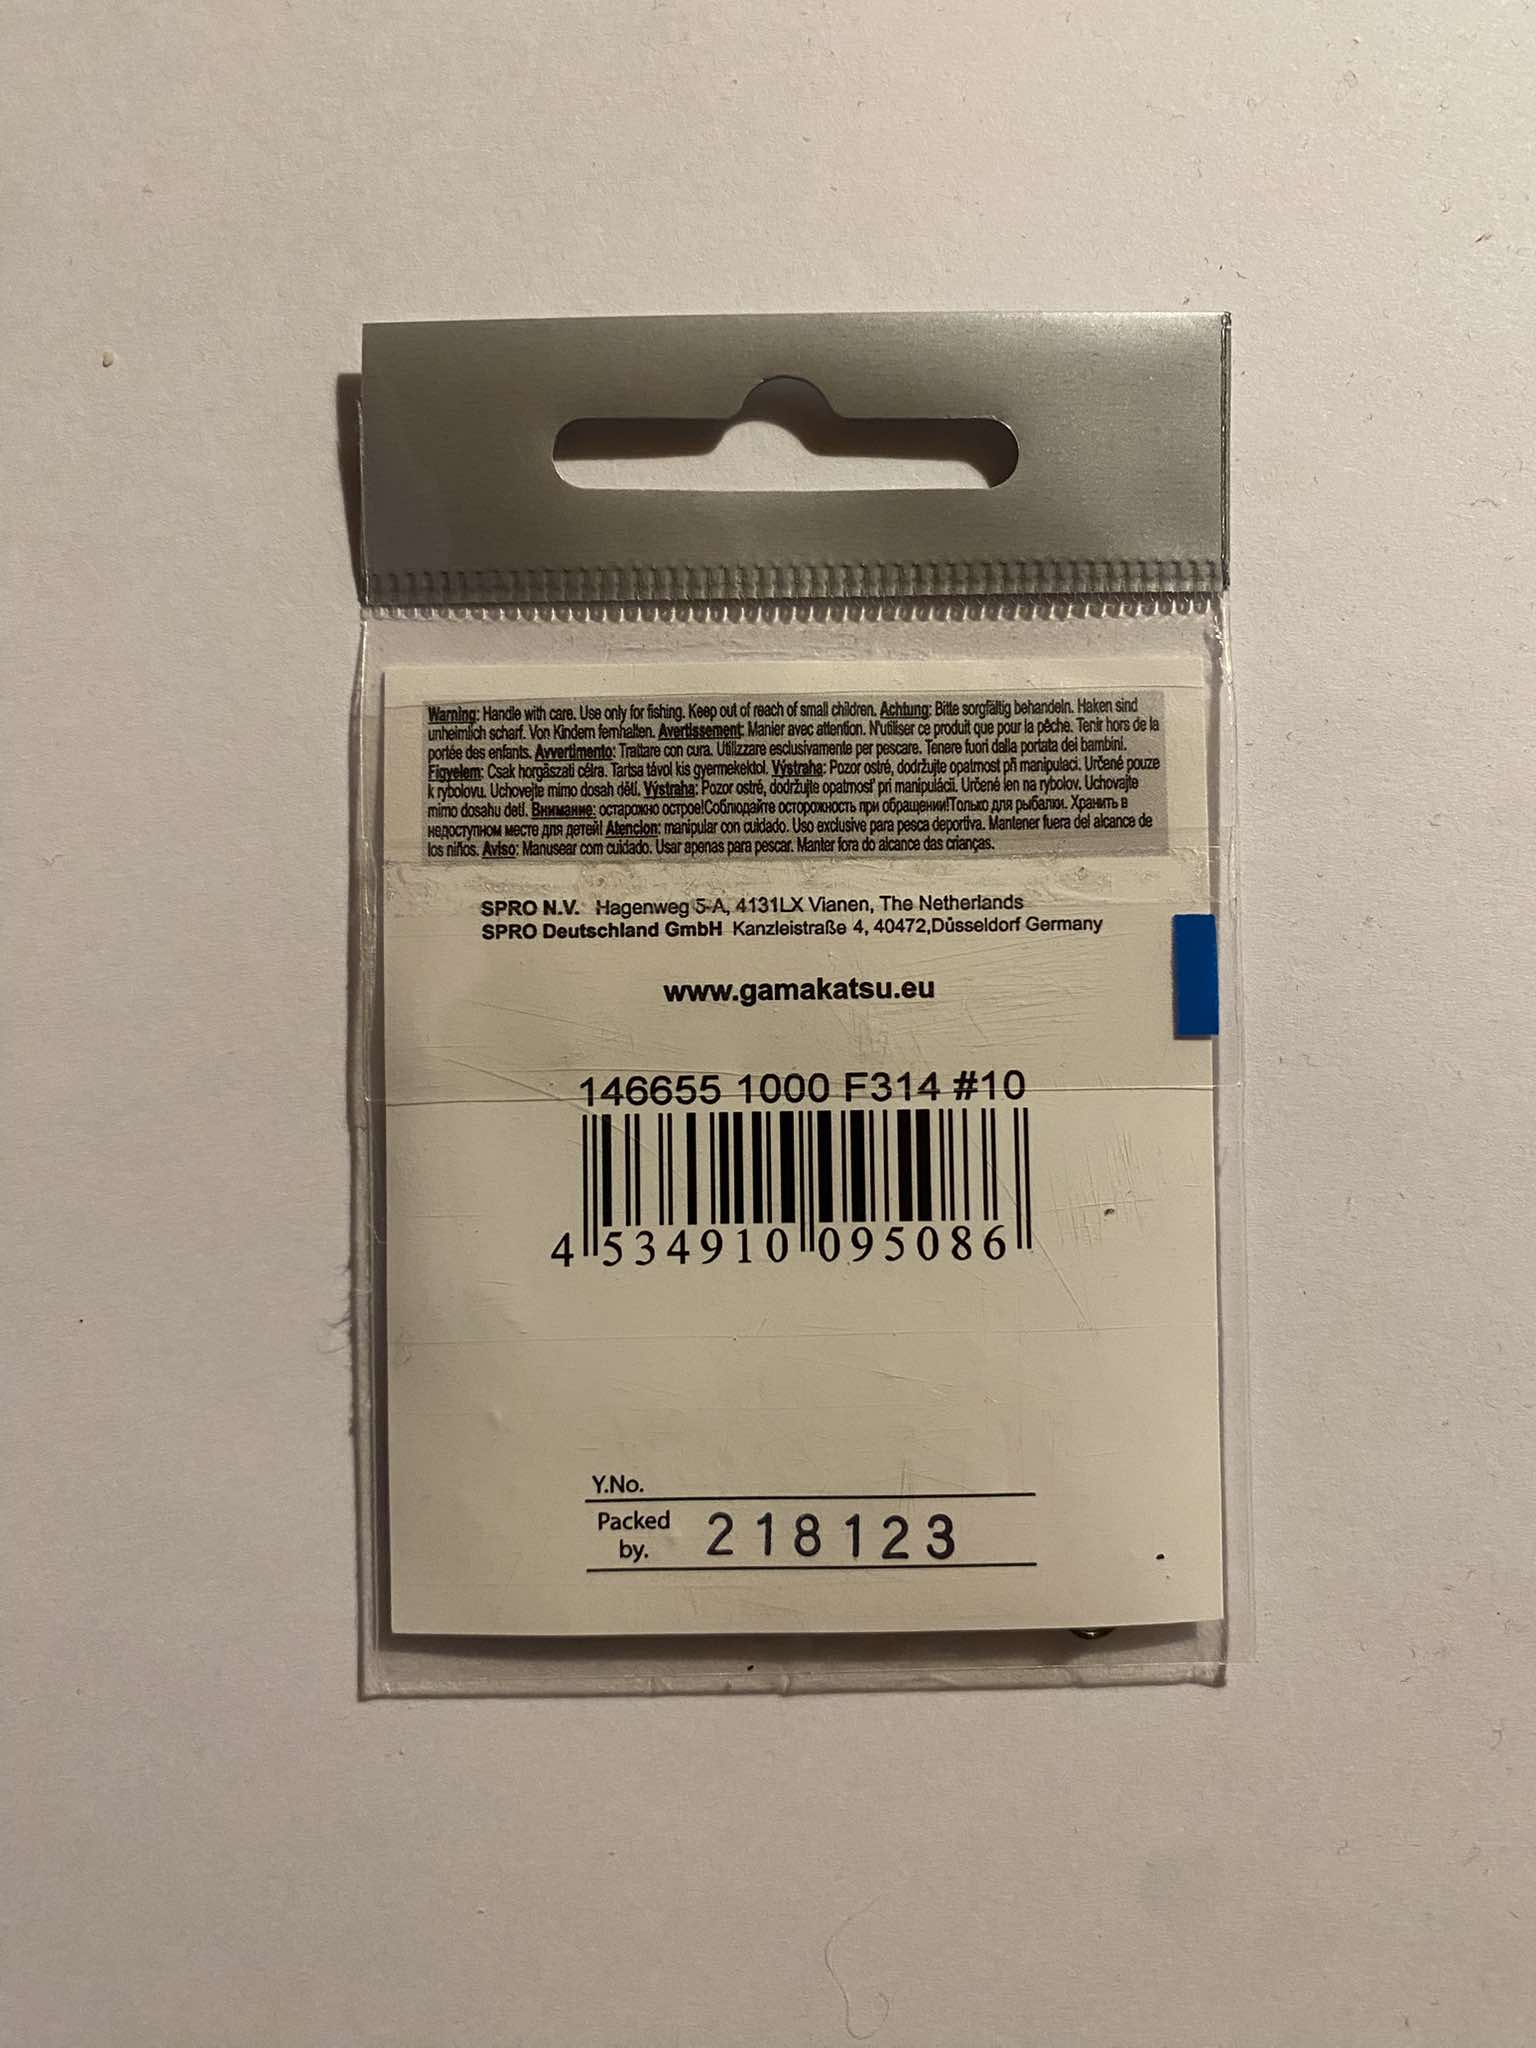 Warning: Handle with care. Use only for fishing. Keep out of reach of small children. Achtung: Bitte sorgfältig behandeln. Haken sind
unheimlich scharf. Von Kindern fernhalten. Avertissement: Manier avec attention. N'utiliser ce produit que pour la pêche. Tenir hors de la
portée des enfants. Avvertimento: Trattare con cura. Utilizzare esclusivamente per pescare. Tenere fuori dalla portata dei bambini.
Figyelem: Csak horgászati célra. Tartsa távol kis gyermekektol. Výstraha: Pozor ostré, dodržujte opatrnost při manipulaci. Určené pouze
k rybolovu. Uchovejte mimo dosah dětí. Výstraha: Pozor ostré, dodržujte opatrnosť pri manipulácii. Určené len na rybolov. Uchovajte
mimo dosahu detí. Внимание: остарожно острое!Соблюдайте осторожность при обращении!Только для рыбалки. Хранить в
недоступном месте для детей! Atencion: manipular con cuidado. Uso exclusive para pesca deportiva. Mantener fuera del alcance de
los niños. Aviso: Manusear com cuidado. Usar apenas para pescar. Manter fora do alcance das crianças.
SPRO N.V. Hagenweg 5-A, 4131LX Vianen, The Netherlands
SPRO Deutschland GmbH Kanzleistraße 4, 40472,Düsseldorf Germany
www.gamakatsu.eu
146655 1000 F314 #10
4 534910 095086
Y.No.
Packed by. 218123